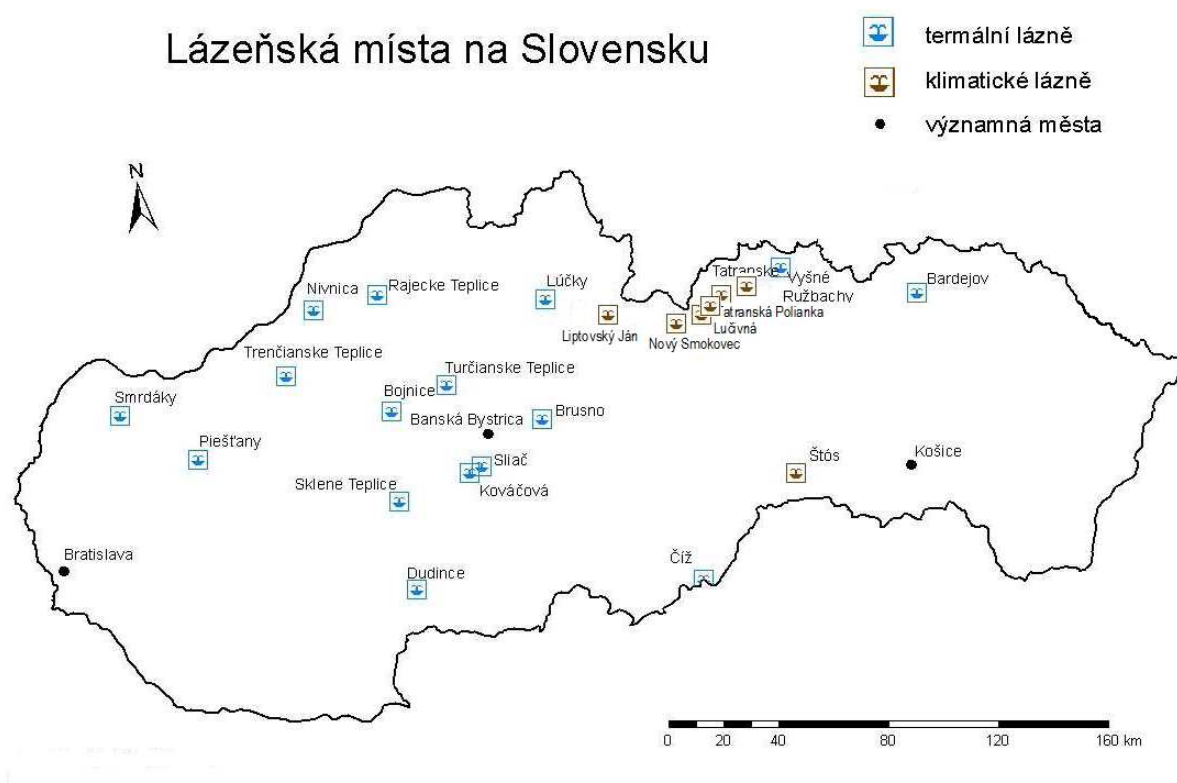 Lázeňská místa na Slovensku
termální lázně
klimatické lázně
významná města
N
Nivnica
Rajecke Teplice
Lúčky
Tatranske
Vyšné
Ružbachy
Bardejov
Liptovský Ján
Tatranská Polianka
Lučivná
Nový Smokovec
Trenčianske Teplice
Turčianske Teplice
Smrdáky
Bojnice
Banská Bystrica
Brusno
Piešťany
Sliač
Kováčová
Sklene Teplice
Štós
Košice
Bratislava
Dudince
Číž
0 20 40 80 120 160 km